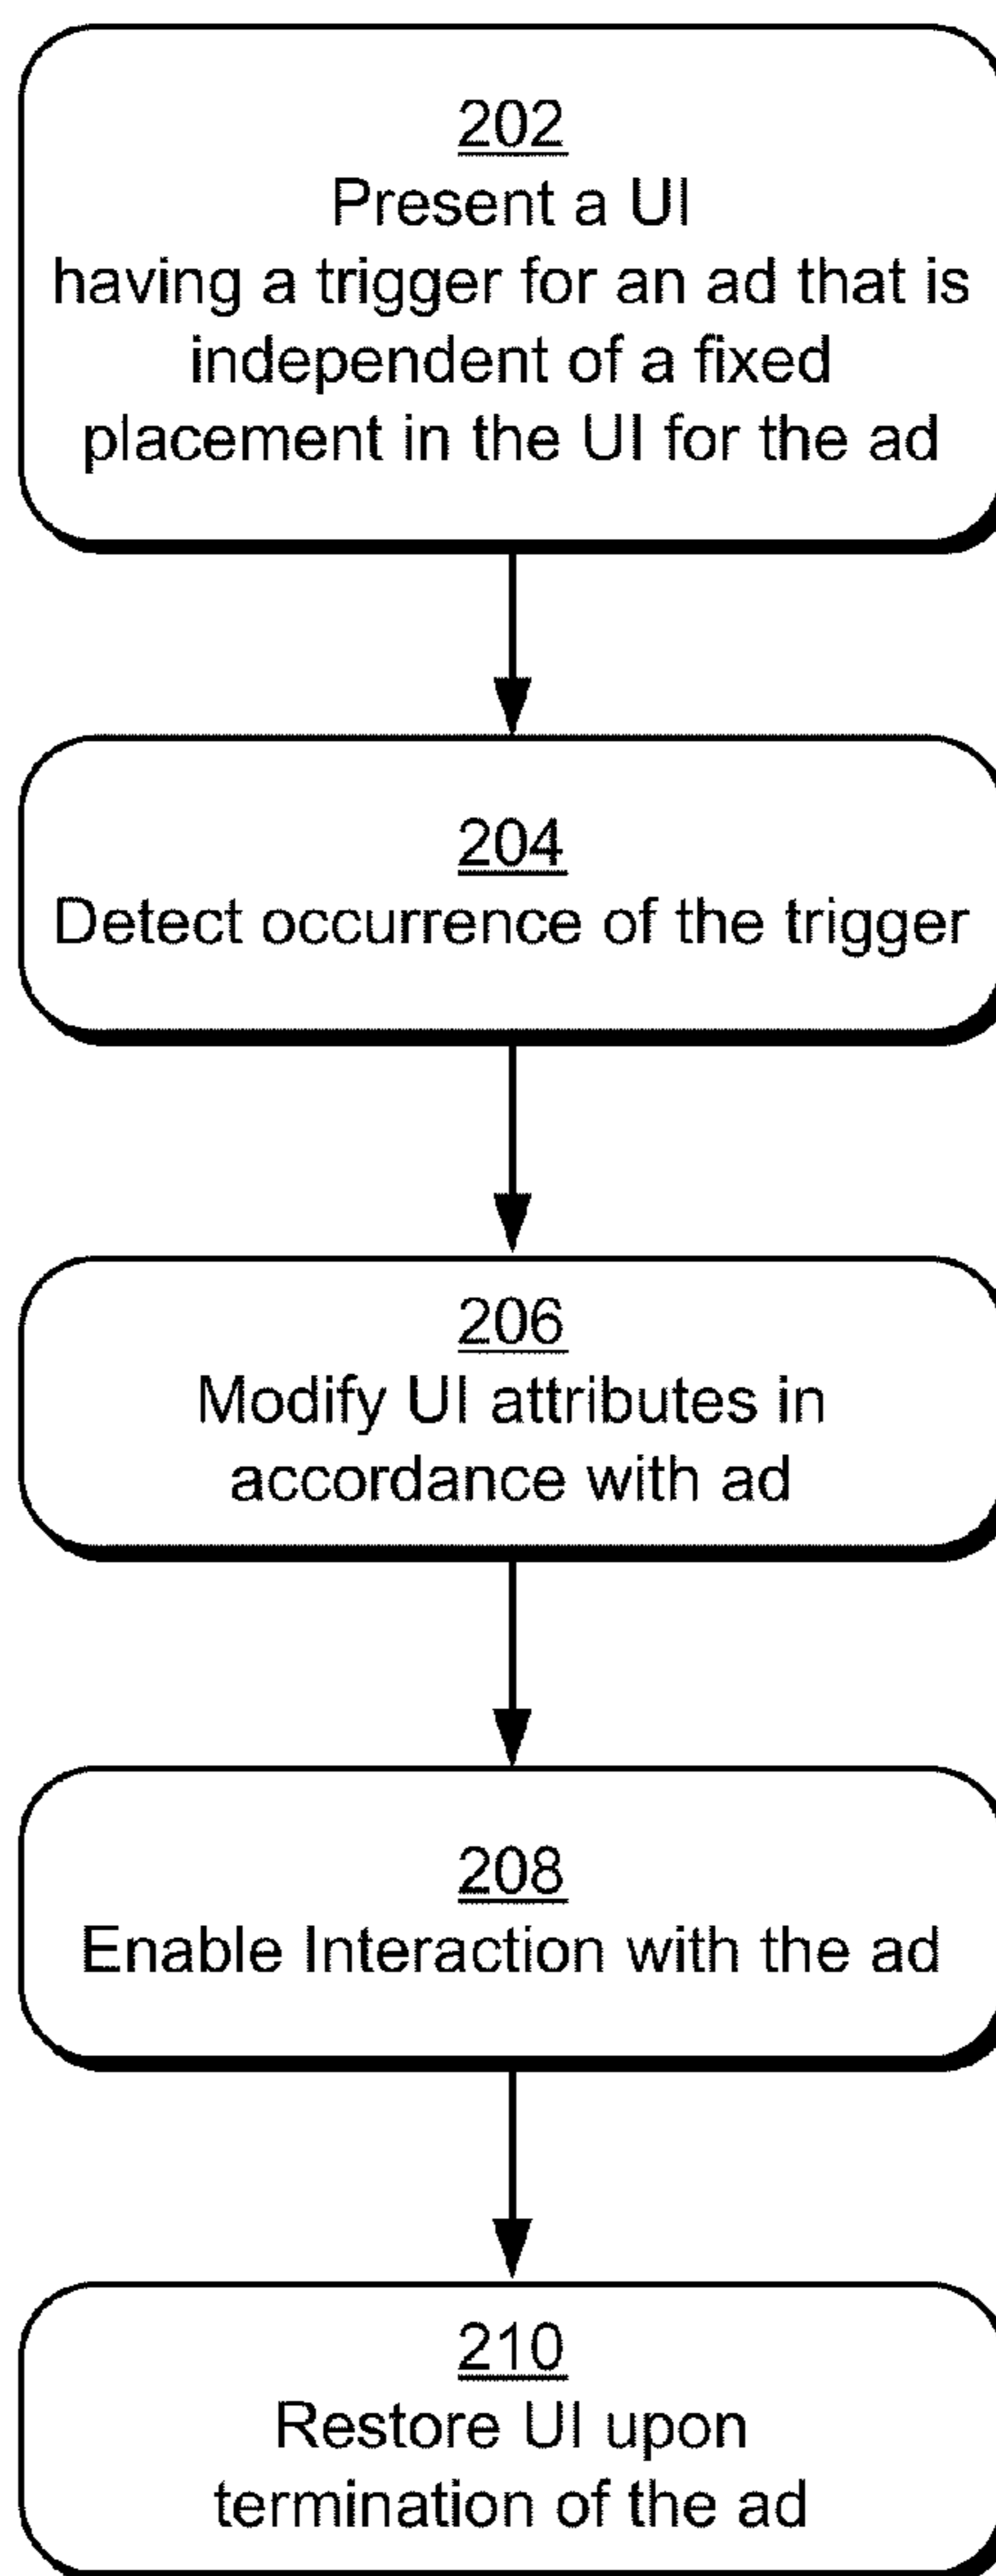 202
Present a UI
having a trigger for an ad that is
independent of a fixed
placement in the UI for the ad
204
Detect occurrence of the trigger
206
Modify UI attributes in
accordance with ad
208
Enable Interaction with the ad
210
Restore UI upon
termination of the ad